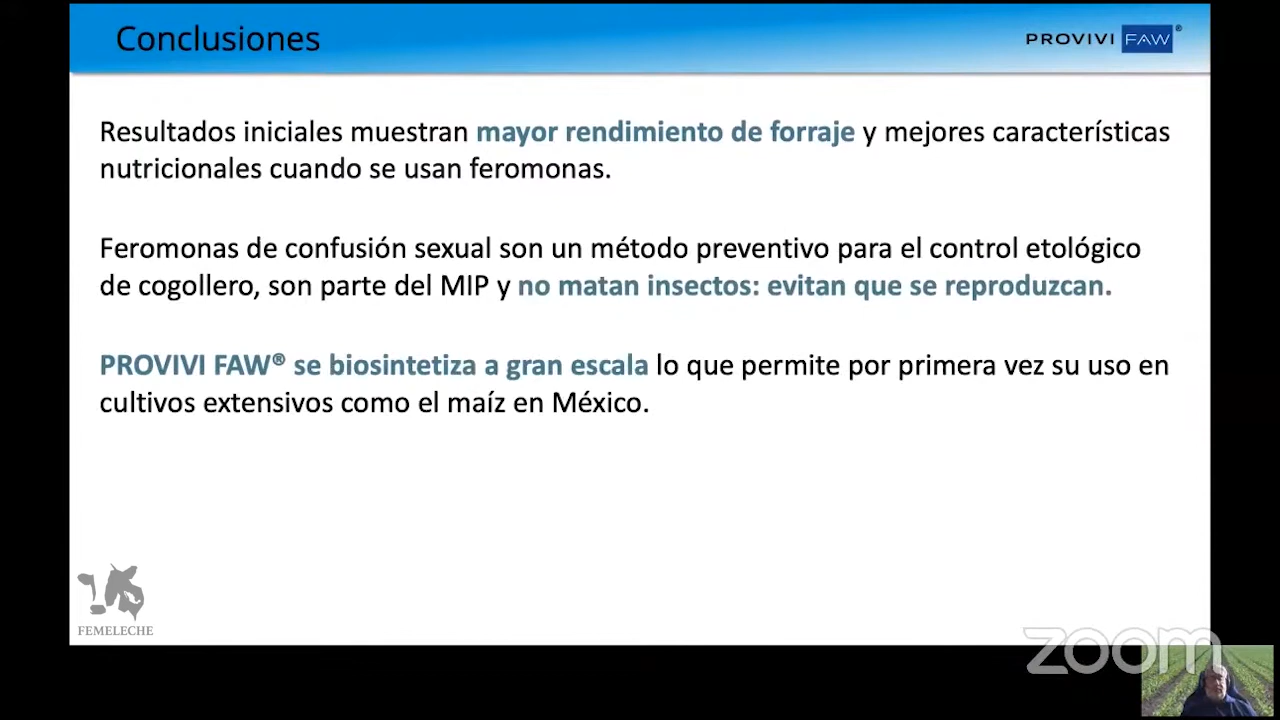 Conclusiones
PROVIVI FAW®
Resultados iniciales muestran mayor rendimiento de forraje y mejores características
nutricionales cuando se usan feromonas.
Feromonas de confusión sexual son un método preventivo para el control etológico
de cogollero, son parte del MIP y no matan insectos: evitan que se reproduzcan.
PROVIVI FAW® se biosintetiza a gran escala lo que permite por primera vez su uso en
cultivos extensivos como el maíz en México.
FEMELECHE
zoom